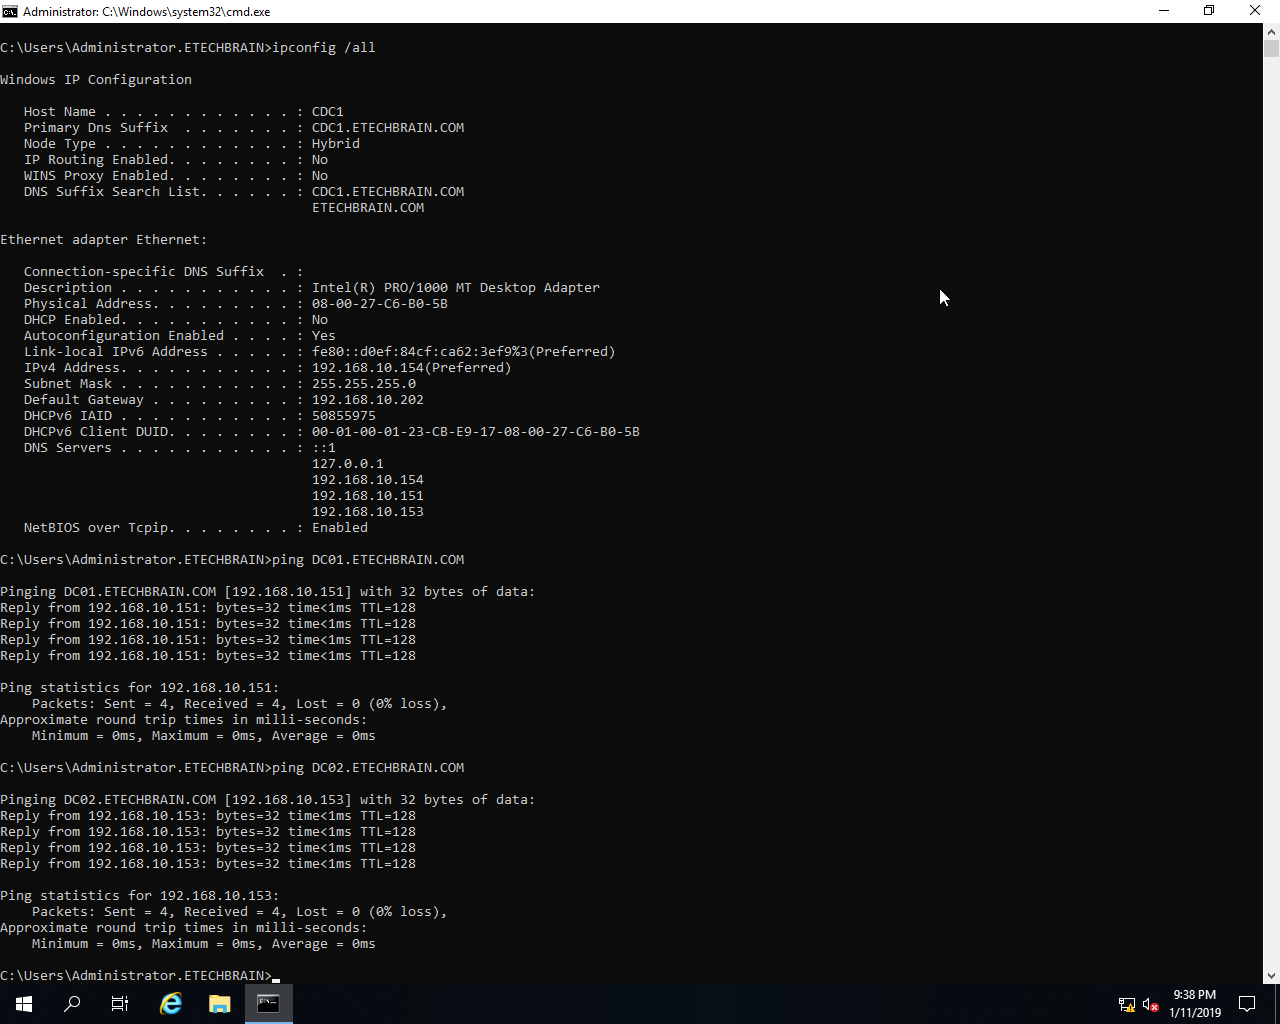 Administrator: C:\Windows\system32\cmd.exe
C:\Users\Administrator.ETECHBRAIN>ipconfig /all
Windows IP Configuration
Host Name . . . . . . . . . . . . : CDC1
Primary Dns Suffix  . . . . . . . : CDC1.ETECHBRAIN.COM
Node Type . . . . . . . . . . . . : Hybrid
IP Routing Enabled. . . . . . . . : No
WINS Proxy Enabled. . . . . . . . : No
DNS Suffix Search List. . . . . . : CDC1.ETECHBRAIN.COM
ETECHBRAIN.COM
Ethernet adapter Ethernet:
Connection-specific DNS Suffix  . :
Description . . . . . . . . . . . : Intel(R) PRO/1000 MT Desktop Adapter
Physical Address. . . . . . . . . : 08-00-27-C6-B0-5B
DHCP Enabled. . . . . . . . . . . : No
Autoconfiguration Enabled . . . . : Yes
Link-local IPv6 Address . . . . . : fe80::d0ef:84cf:ca62:3ef9%3(Preferred)
IPv4 Address. . . . . . . . . . . : 192.168.10.154(Preferred)
Subnet Mask . . . . . . . . . . . : 255.255.255.0
Default Gateway . . . . . . . . . : 192.168.10.202
DHCPv6 IAID . . . . . . . . . . . : 50855975
DHCPv6 Client DUID. . . . . . . . : 00-01-00-01-23-CB-E9-17-08-00-27-C6-B0-5B
DNS Servers . . . . . . . . . . . : ::1
127.0.0.1
192.168.10.154
192.168.10.151
192.168.10.153
NetBIOS over Tcpip. . . . . . . . : Enabled
C:\Users\Administrator.ETECHBRAIN>ping DC01.ETECHBRAIN.COM
Pinging DC01.ETECHBRAIN.COM [192.168.10.151] with 32 bytes of data:
Reply from 192.168.10.151: bytes=32 time<1ms TTL=128
Reply from 192.168.10.151: bytes=32 time<1ms TTL=128
Reply from 192.168.10.151: bytes=32 time<1ms TTL=128
Reply from 192.168.10.151: bytes=32 time<1ms TTL=128
Ping statistics for 192.168.10.151:
Packets: Sent = 4, Received = 4, Lost = 0 (0% loss),
Approximate round trip times in milli-seconds:
Minimum = 0ms, Maximum = 0ms, Average = 0ms
C:\Users\Administrator.ETECHBRAIN>ping DC02.ETECHBRAIN.COM
Pinging DC02.ETECHBRAIN.COM [192.168.10.153] with 32 bytes of data:
Reply from 192.168.10.153: bytes=32 time<1ms TTL=128
Reply from 192.168.10.153: bytes=32 time<1ms TTL=128
Reply from 192.168.10.153: bytes=32 time<1ms TTL=128
Reply from 192.168.10.153: bytes=32 time<1ms TTL=128
Ping statistics for 192.168.10.153:
Packets: Sent = 4, Received = 4, Lost = 0 (0% loss),
Approximate round trip times in milli-seconds:
Minimum = 0ms, Maximum = 0ms, Average = 0ms
C:\Users\Administrator.ETECHBRAIN>
9:38 PM
1/11/2019